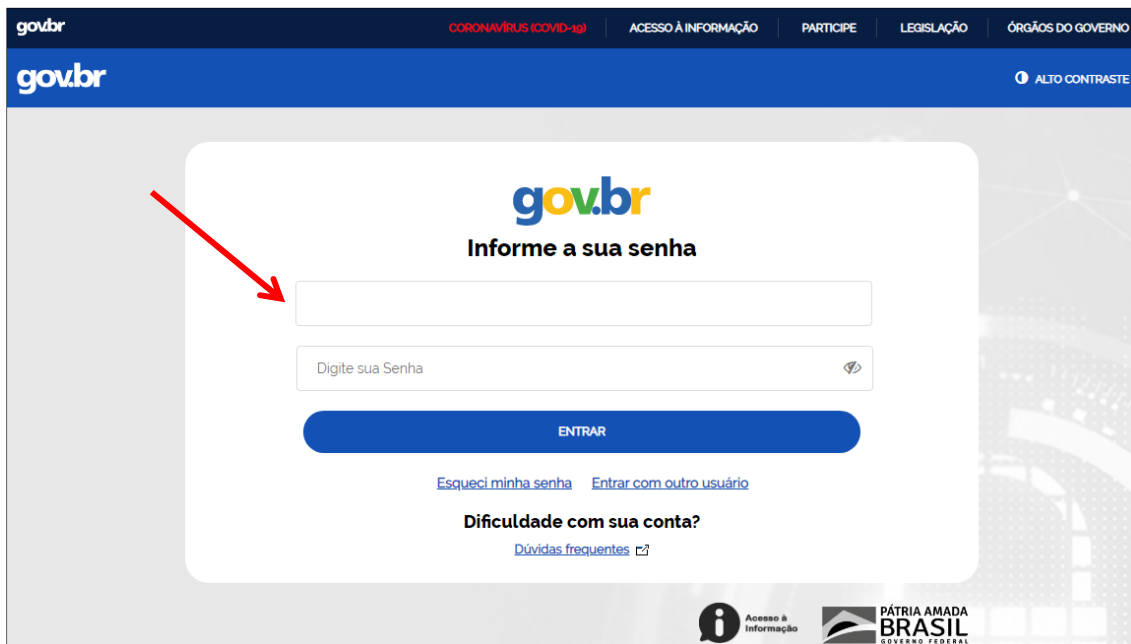 gov.br CORONAVÍRUS (COVID-19) ACESSO À INFORMAÇÃO PARTICIPE LEGISLAÇÃO ÓRGÃOS DO GOVERNO
gov.br ALTO CONTRASTE
gov.br
Informe a sua senha
Digite sua Senha
ENTRAR
Esqueci minha senha Entrar com outro usuário
Dificuldade com sua conta?
Dúvidas frequentes
Acesso à
Informação
PÁTRIA AMADA
BRASIL
GOVERNO FEDERAL